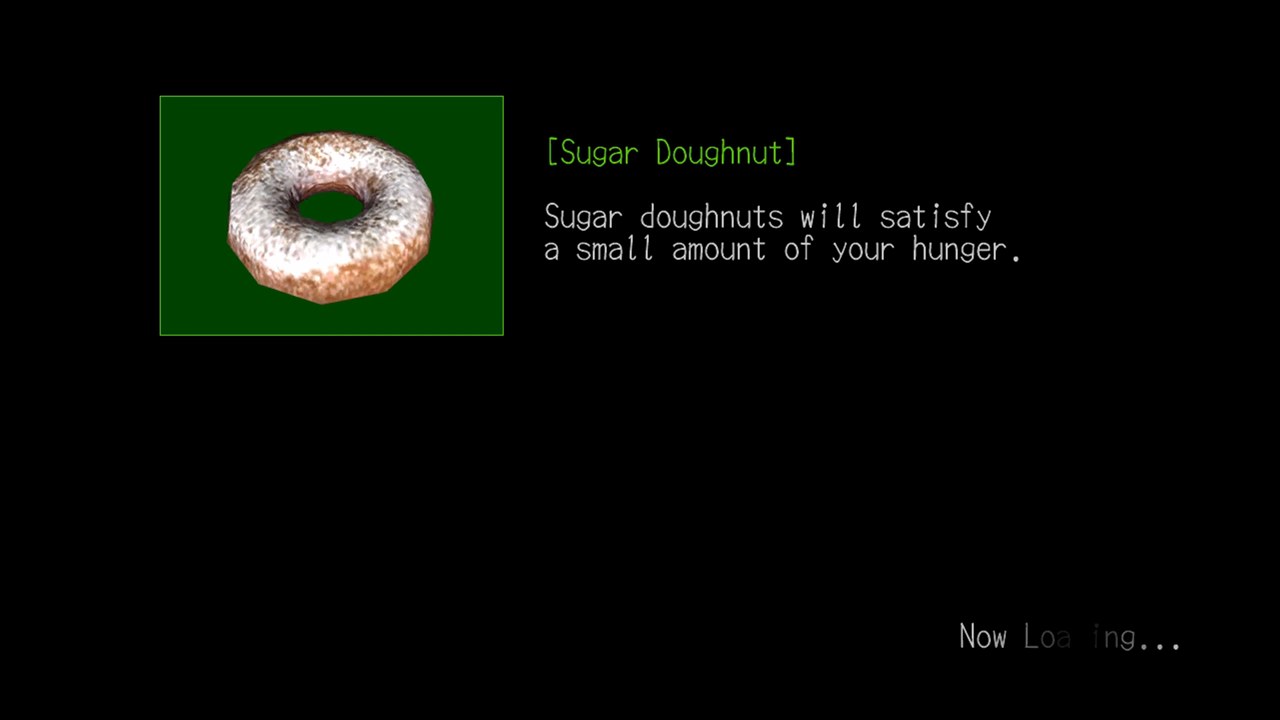 [Sugar Doughnut]
Sugar doughnuts will satisfy
a small amount of your hunger.
Now Loa ing...